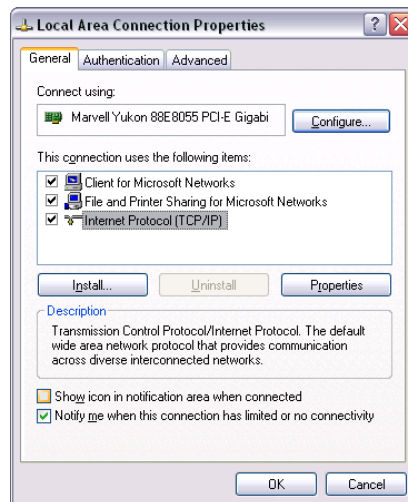 Local Area Connection Properties
General
Authentication
Advanced
Connect using:
Marvell Yukon 88E8055 PCI-E Gigabi
Configure...
This connection uses the following items:
Client for Microsoft Networks
File and Printer Sharing for Microsoft Networks
Internet Protocol (TCP/IP)
Install...
Uninstall
Properties
Description
Transmission Control Protocol/Internet Protocol. The default
wide area network protocol that provides communication
across diverse interconnected networks.
Show icon in notification area when connected
Notify me when this connection has limited or no connectivity
OK
Cancel